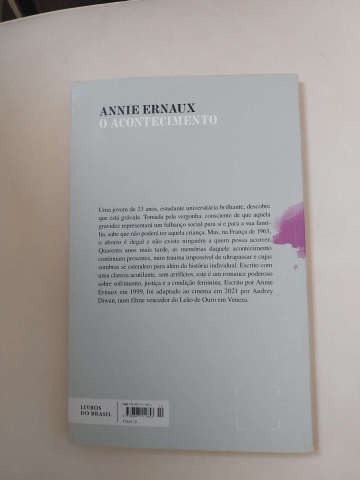 ANNIE ERNAUX
O ACONTECIMENTO
Uma jovem de 23 anos, estudante universitária brilhante, descobre
que está grávida. Tomada pela vergonha, consciente de que aquela
gravidez representará um falhanço social para si e para a sua famí-
lia, sabe que não poderá ter aquela criança. Mas, na França de 1963,
o aborto é ilegal e não existe ninguém a quem possa acorrer.
Quarenta anos mais tarde, as memórias daquele acontecimento
continuam presentes, num trauma impossível de ultrapassar e cujas
sombras se estendem para além da história individual. Escrito com
uma clareza acutilante, sem artifícios, este é um romance poderoso
sobre sofrimento, justiça e a condição feminina. Escrito por Annie
Ernaux em 1999, foi adaptado ao cinema em 2021 por Audrey
Diwan, num filme vencedor do Leão de Ouro em Veneza.
LIVROS
DO BRASIL